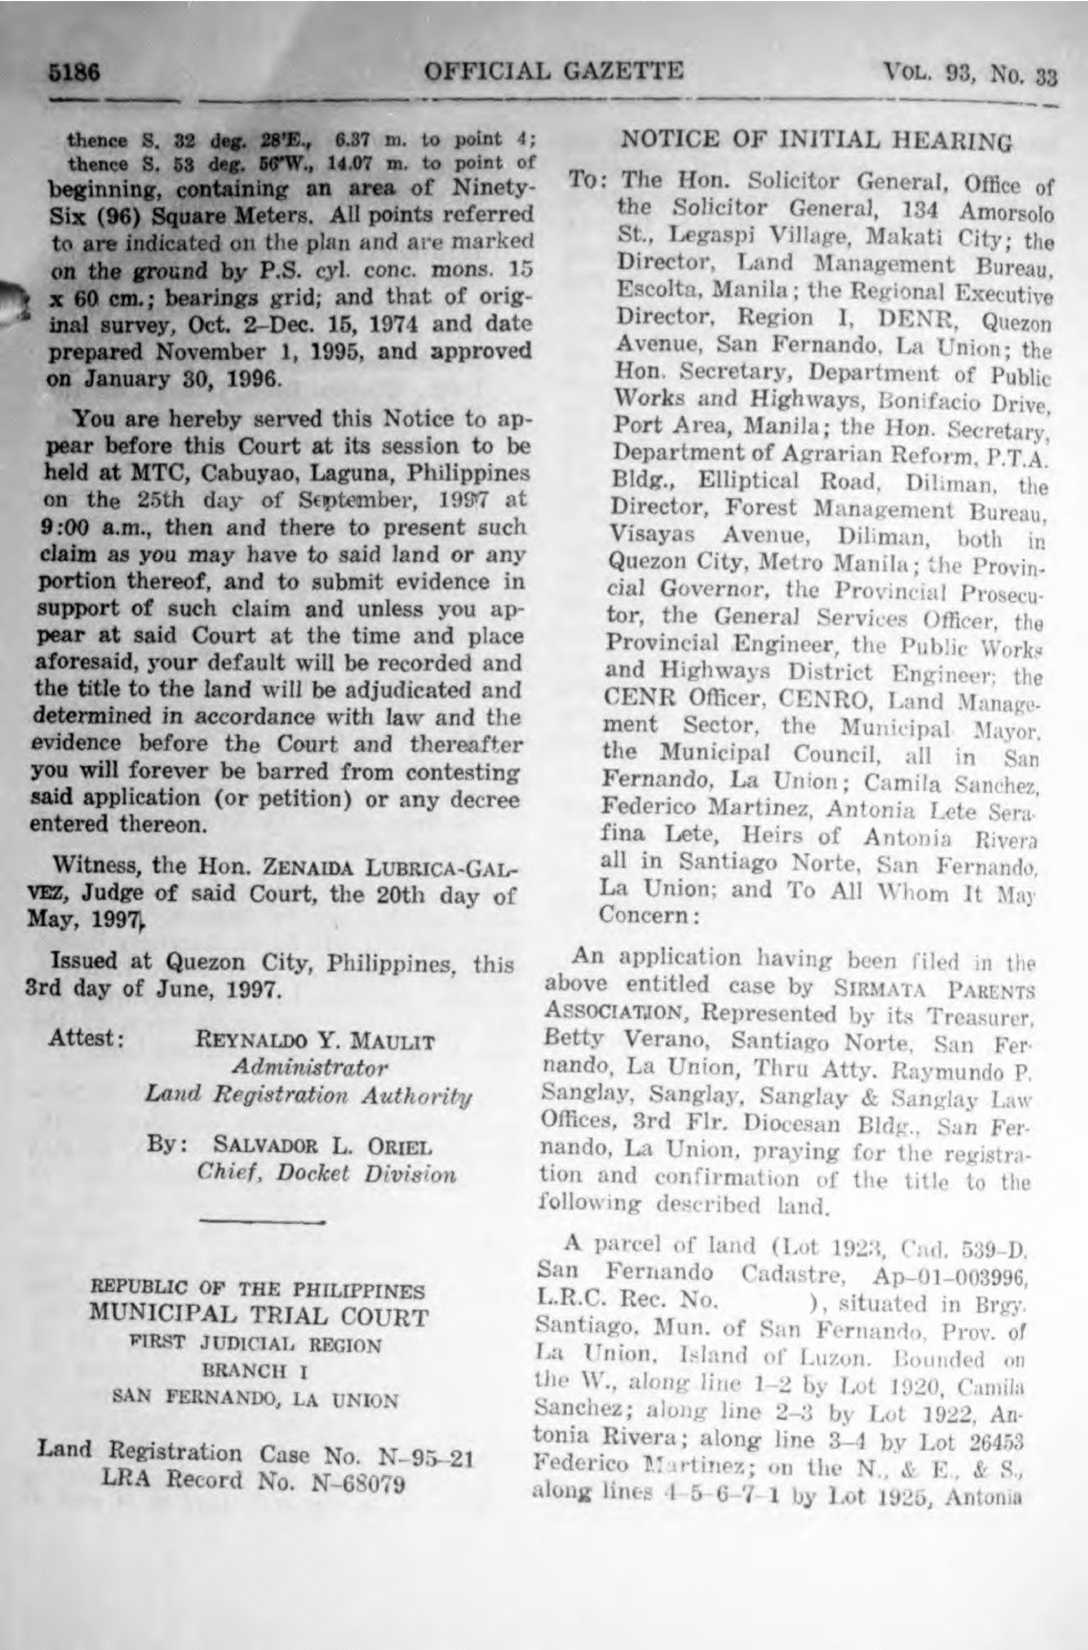 5186 OFFICIAL GAZETTE VOL. 93, No. 33
thence S. 32 deg. 28'E., 6.37 m. to point 4;
thence S. 53 deg. 56'W., 14.07 m. to point of
beginning, containing an area of Ninety-
Six (96) Square Meters. All points referred
to are indicated on the plan and are marked
on the ground by P.S. cyl. conc. mons. 15
x 60 cm.; bearings grid; and that of orig-
inal survey, Oct. 2–Dec. 15, 1974 and date
prepared November 1, 1995, and approved
on January 30, 1996.
You are hereby served this Notice to ap-
pear before this Court at its session to be
held at MTC, Cabuyao, Laguna, Philippines
on the 25th day of September, 1997 at
9:00 a.m., then and there to present such
claim as you may have to said land or any
portion thereof, and to submit evidence in
support of such claim and unless you ap-
pear at said Court at the time and place
aforesaid, your default will be recorded and
the title to the land will be adjudicated and
determined in accordance with law and the
evidence before the Court and thereafter
you will forever be barred from contesting
said application (or petition) or any decree
entered thereon.
Witness, the Hon. ZENAIDA LUBRICA-GAL-
VEZ, Judge of said Court, the 20th day of
May, 1997.
Issued at Quezon City, Philippines, this
3rd day of June, 1997.
Attest: REYNALDO Y. MAULIT
Administrator
Land Registration Authority
By: SALVADOR L. ORIEL
Chief, Docket Division
REPUBLIC OF THE PHILIPPINES
MUNICIPAL TRIAL COURT
FIRST JUDICIAL REGION
BRANCH I
SAN FERNANDO, LA UNION
Land Registration Case No. N–95–21
LRA Record No. N–68079
NOTICE OF INITIAL HEARING
To: The Hon. Solicitor General, Office of
the Solicitor General, 134 Amorsolo
St., Legaspi Village, Makati City; the
Director, Land Management Bureau,
Escolta, Manila; the Regional Executive
Director, Region I, DENR, Quezon
Avenue, San Fernando, La Union; the
Hon. Secretary, Department of Public
Works and Highways, Bonifacio Drive,
Port Area, Manila; the Hon. Secretary,
Department of Agrarian Reform, P.T.A.
Bldg., Elliptical Road, Diliman, the
Director, Forest Management Bureau,
Visayas Avenue, Diliman, both in
Quezon City, Metro Manila; the Provin-
cial Governor, the Provincial Prosecu-
tor, the General Services Officer, the
Provincial Engineer, the Public Works
and Highways District Engineer; the
CENR Officer, CENRO, Land Manage-
ment Sector, the Municipal Mayor,
the Municipal Council, all in San
Fernando, La Union; Camila Sanchez,
Federico Martinez, Antonia Lete Sera-
fina Lete, Heirs of Antonia Rivera
all in Santiago Norte, San Fernando,
La Union; and To All Whom It May
Concern:
An application having been filed in the
above entitled case by SIRMATA PARENTS
ASSOCIATION, Represented by its Treasurer,
Betty Verano, Santiago Norte, San Fer-
nando, La Union, Thru Atty. Raymundo P.
Sanglay, Sanglay, Sanglay & Sanglay Law
Offices, 3rd Flr. Diocesan Bldg., San Fer-
nando, La Union, praying for the registra-
tion and confirmation of the title to the
following described land.
A parcel of land (Lot 1923, Cad. 539–D.
San Fernando Cadastre, Ap–01–003996,
L.R.C. Rec. No. ), situated in Brgy.
Santiago, Mun. of San Fernando, Prov. of
La Union, Island of Luzon. Bounded on
the W., along line 1–2 by Lot 1920, Camila
Sanchez; along line 2–3 by Lot 1922, An-
tonia Rivera; along line 3–4 by Lot 26453
Federico Martinez; on the N., & E., & S.,
along lines 4–5–6–7–1 by Lot 1925, Antonia